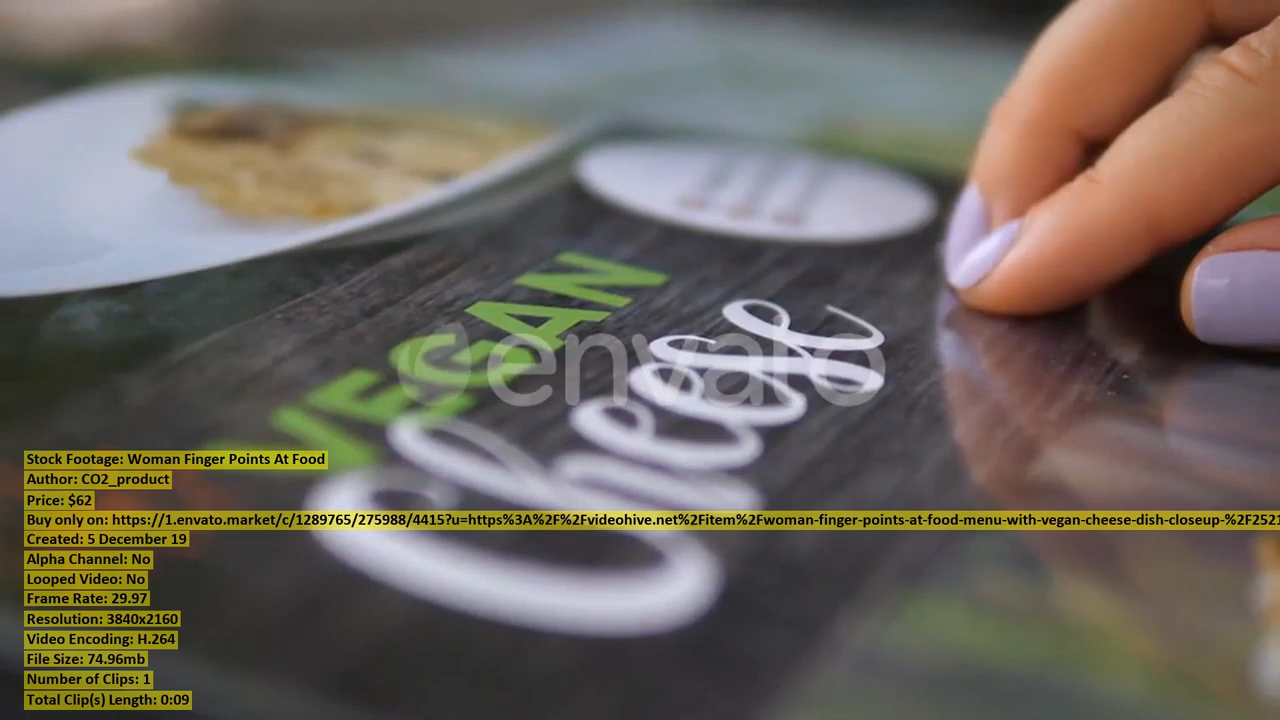 VEGAN
Cheese
envato
Stock Footage: Woman Finger Points At Food
Author: CO2_product
Price: $62
Buy only on: https://1.envato.market/c/1289765/275988/4415?u=https%3A%2F%2Fvideohive.net%2Fitem%2Fwoman-finger-points-at-food-menu-with-vegan-cheese-dish-closeup-%2F2521
Created: 5 December 19
Alpha Channel: No
Looped Video: No
Frame Rate: 29.97
Resolution: 3840x2160
Video Encoding: H.264
File Size: 74.96mb
Number of Clips: 1
Total Clip(s) Length: 0:09